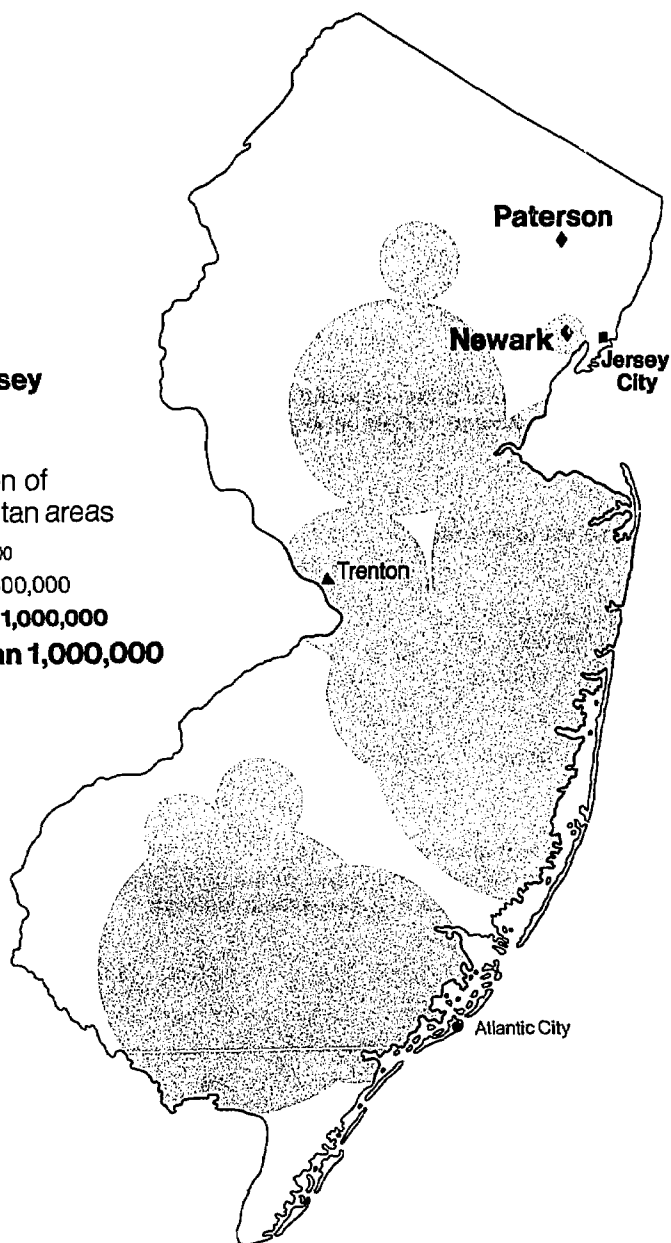 Paterson
Newark
Jersey
City
sey
n of
tan areas
00
00,000
1,000,000
an 1,000,000
Trenton
Atlantic City